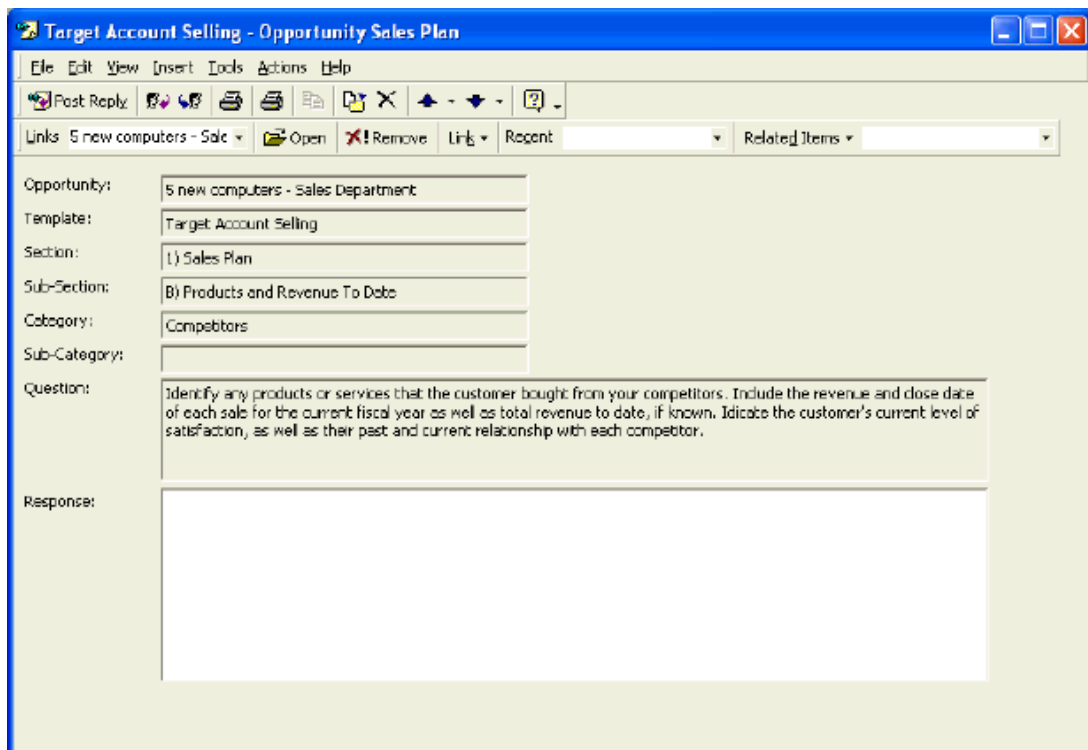 Target Account Selling - Opportunity Sales Plan
File Edit View Insert Tools Actions Help
Post Reply
Links 5 new computers - Sale Open Remove Link Recent Related Items
Opportunity: 5 new computers - Sales Department
Template: Target Account Selling
Section: 1) Sales Plan
Sub-Section: B) Products and Revenue To Date
Category: Competitors
Sub-Category:
Question: Identify any products or services that the customer bought from your competitors. Include the revenue and close date
of each sale for the current fiscal year as well as total revenue to date, if known. Idicate the customer's current level of
satisfaction, as well as their past and current relationship with each competitor.
Response: